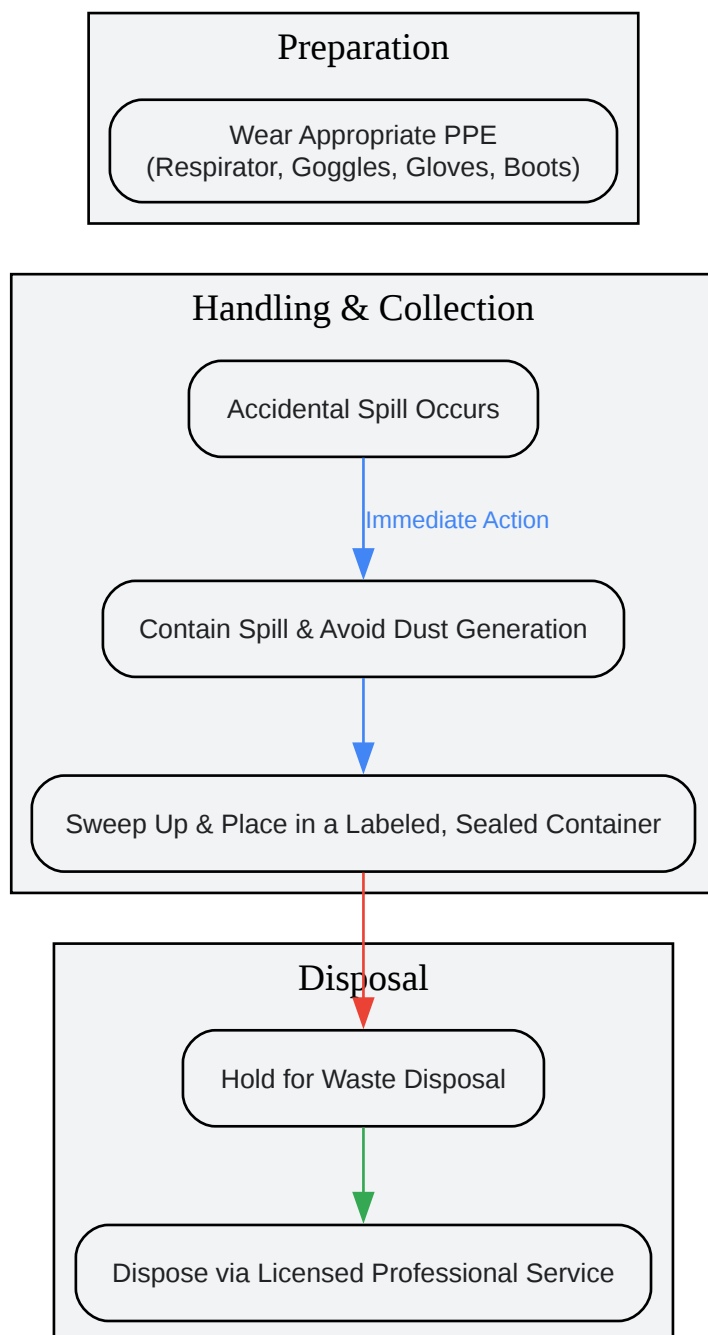 Preparation
Wear Appropriate PPE
(Respirator, Goggles, Gloves, Boots)
Handling & Collection
Accidental Spill Occurs
Immediate Action
Contain Spill & Avoid Dust Generation
Sweep Up & Place in a Labeled, Sealed Container
Disposal
Hold for Waste Disposal
Dispose via Licensed Professional Service